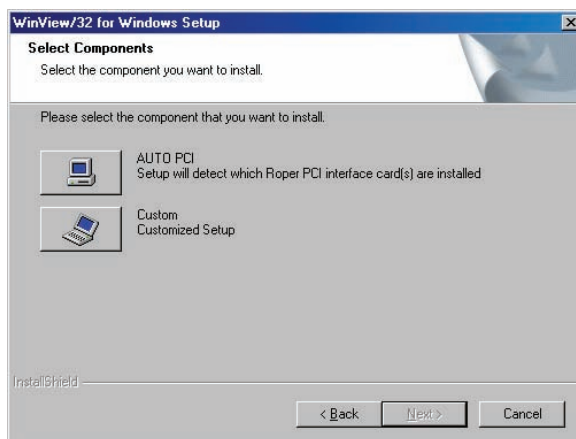 WinView/32 for Windows Setup
Select Components
Select the component you want to install.
Please select the component that you want to install.
AUTO PCI
Setup will detect which Roper PCI interface card(s) are installed
Custom
Customized Setup
InstallShield
< Back
Next >
Cancel